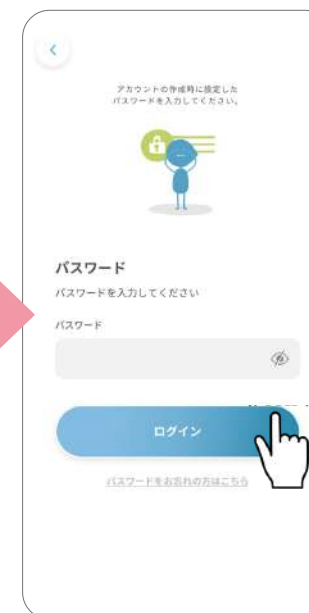 アカウントの作成時に設定した
パスワードを入力してください。
パスワード
パスワードを入力してください
パスワード
ログイン
パスワードをお忘れの方はこちら